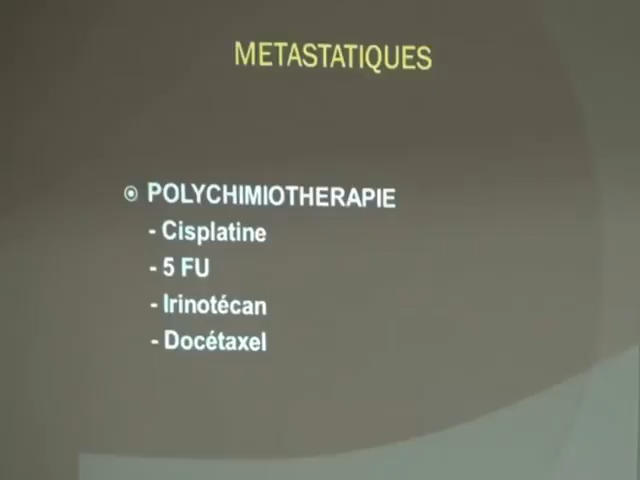 METASTATIQUES
POLYCHIMIOTHERAPIE
- Cisplatine
- 5 FU
- Irinotécan
- Docétaxel